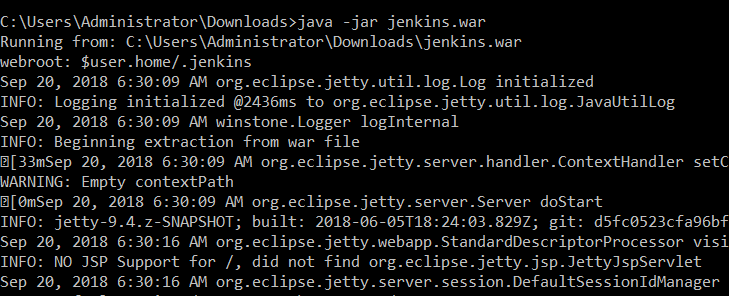 C:\Users\Administrator\Downloads>java -jar jenkins.war
Running from: C:\Users\Administrator\Downloads\jenkins.war
webroot: $user.home/.jenkins
Sep 20, 2018 6:30:09 AM org.eclipse.jetty.util.log.Log initialized
INFO: Logging initialized @2436ms to org.eclipse.jetty.util.log.JavaUtilLog
Sep 20, 2018 6:30:09 AM winstone.Logger logInternal
INFO: Beginning extraction from war file
[33mSep 20, 2018 6:30:09 AM org.eclipse.jetty.server.handler.ContextHandler setC
WARNING: Empty contextPath
[0mSep 20, 2018 6:30:09 AM org.eclipse.jetty.server.Server doStart
INFO: jetty-9.4.z-SNAPSHOT; built: 2018-06-05T18:24:03.829Z; git: d5fc0523cfa96bf
Sep 20, 2018 6:30:16 AM org.eclipse.jetty.webapp.StandardDescriptorProcessor visi
INFO: NO JSP Support for /, did not find org.eclipse.jetty.jsp.JettyJspServlet
Sep 20, 2018 6:30:16 AM org.eclipse.jetty.server.session.DefaultSessionIdManager